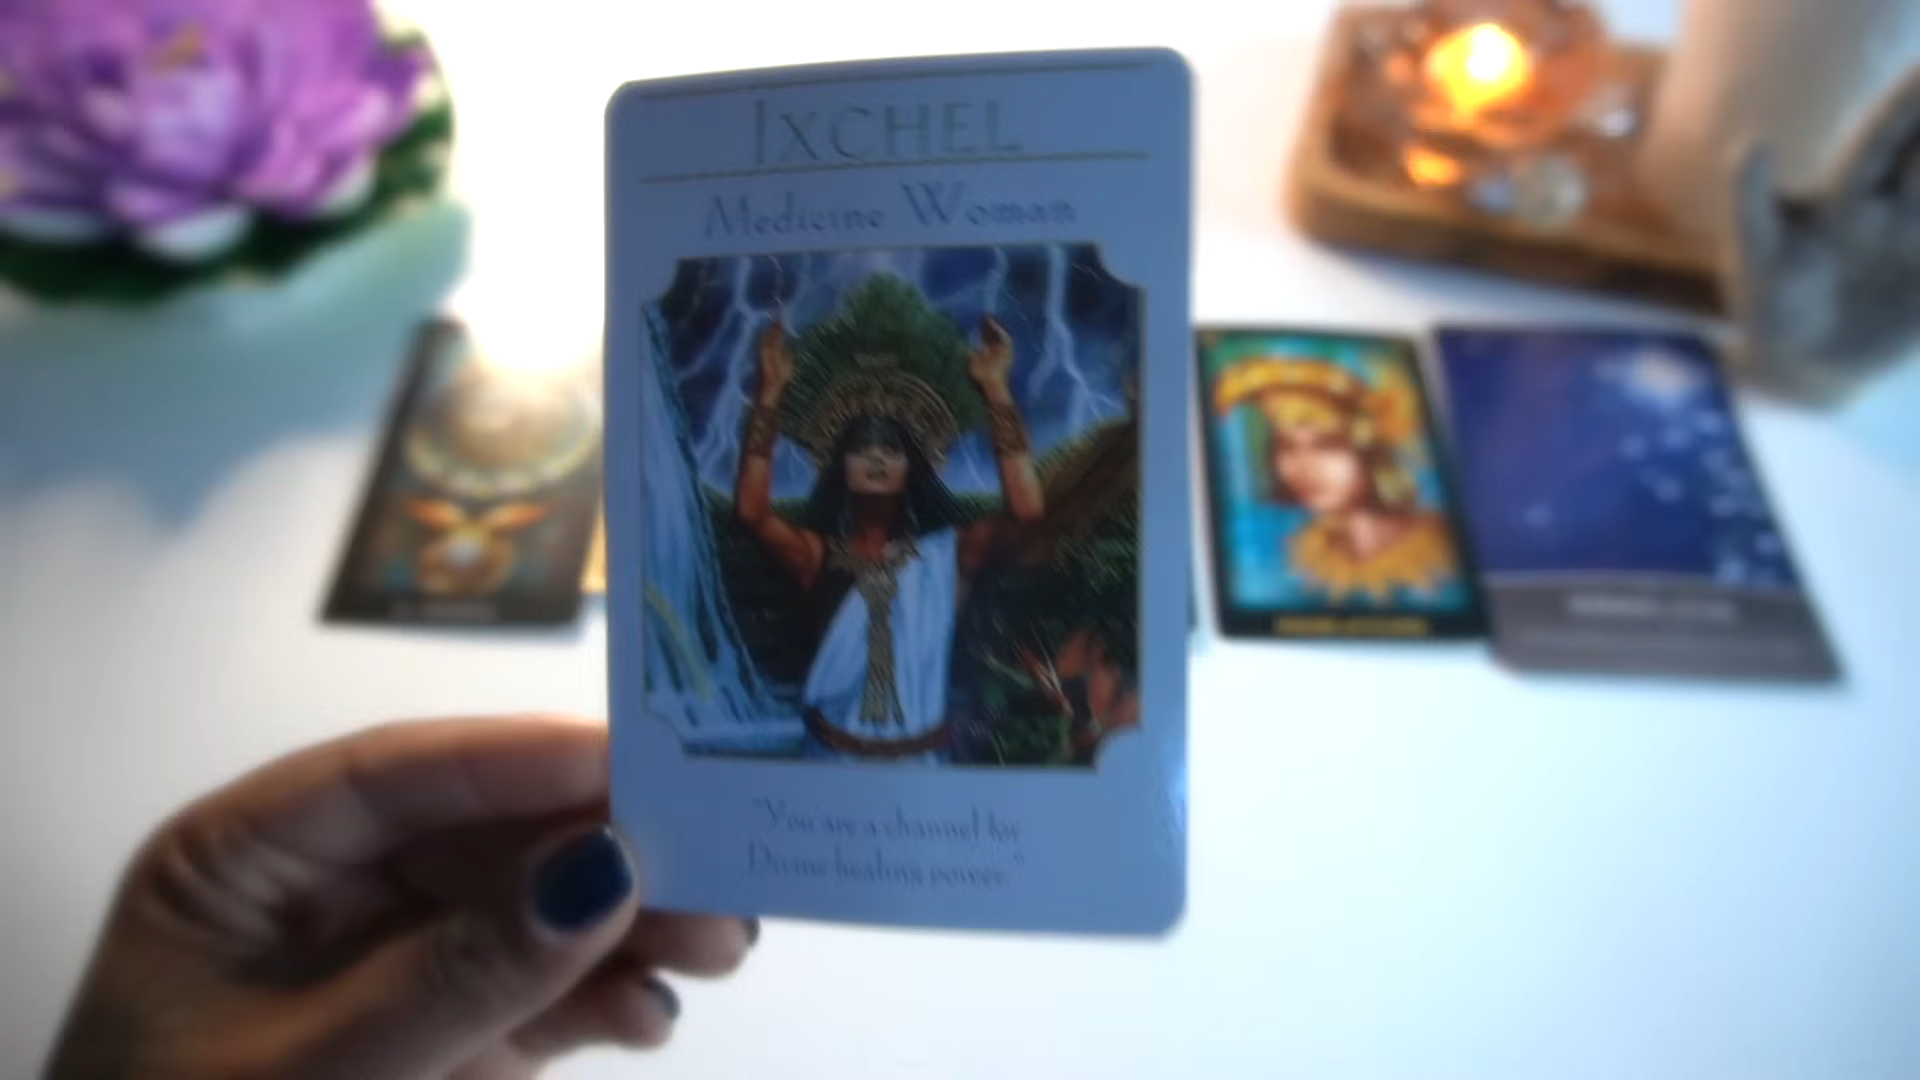 IXCHEL
Medicine Woman
"You are a channel for
Divine healing power."